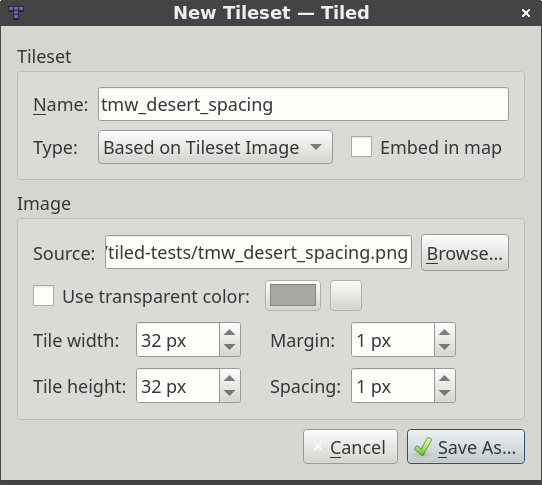 New Tileset — Tiled
Tileset
Name: tmw_desert_spacing
Type: Based on Tileset Image Embed in map
Image
Source: /tiled-tests/tmw_desert_spacing.png Browse...
Use transparent color:
Tile width: 32 px Margin: 1 px
Tile height: 32 px Spacing: 1 px
Cancel Save As...